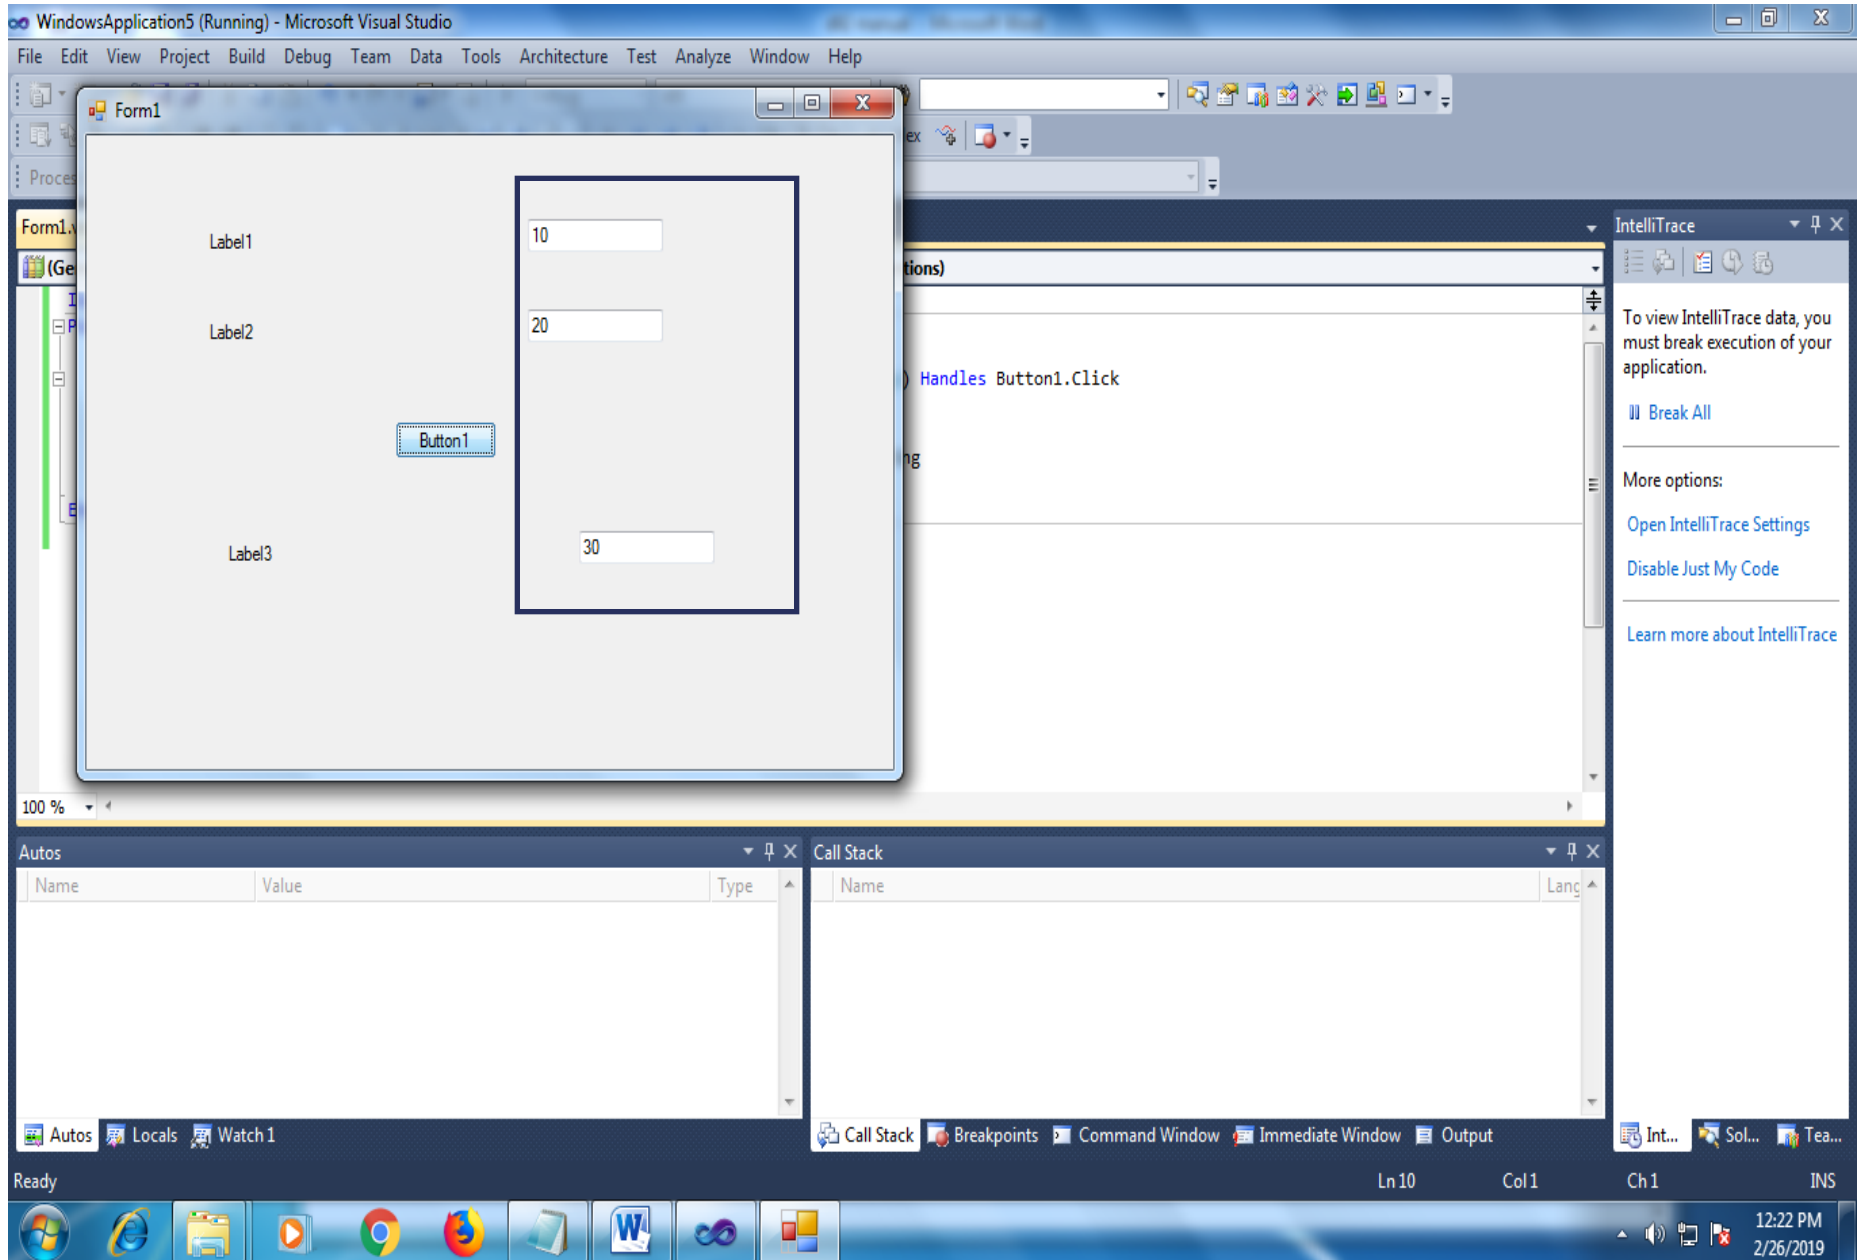 WindowsApplication5 (Running) - Microsoft Visual Studio
File Edit View Project Build Debug Team Data Tools Architecture Test Analyze Window Help
Form1
ex
Proces
Form1.v
IntelliTrace
Label1
10
(Ge
tions)
I
P
Label2
20
To view IntelliTrace data, you
must break execution of your
application.
) Handles Button1.Click
Break All
Button1
ng
More options:
E
Open IntelliTrace Settings
Label3
30
Disable Just My Code
Learn more about IntelliTrace
100 %
Autos
Call Stack
Name Value Type
Name Lang
Autos Locals Watch 1
Call Stack Breakpoints Command Window Immediate Window Output
Int... Sol... Tea...
Ready Ln 10 Col 1 Ch 1 INS
12:22 PM
2/26/2019